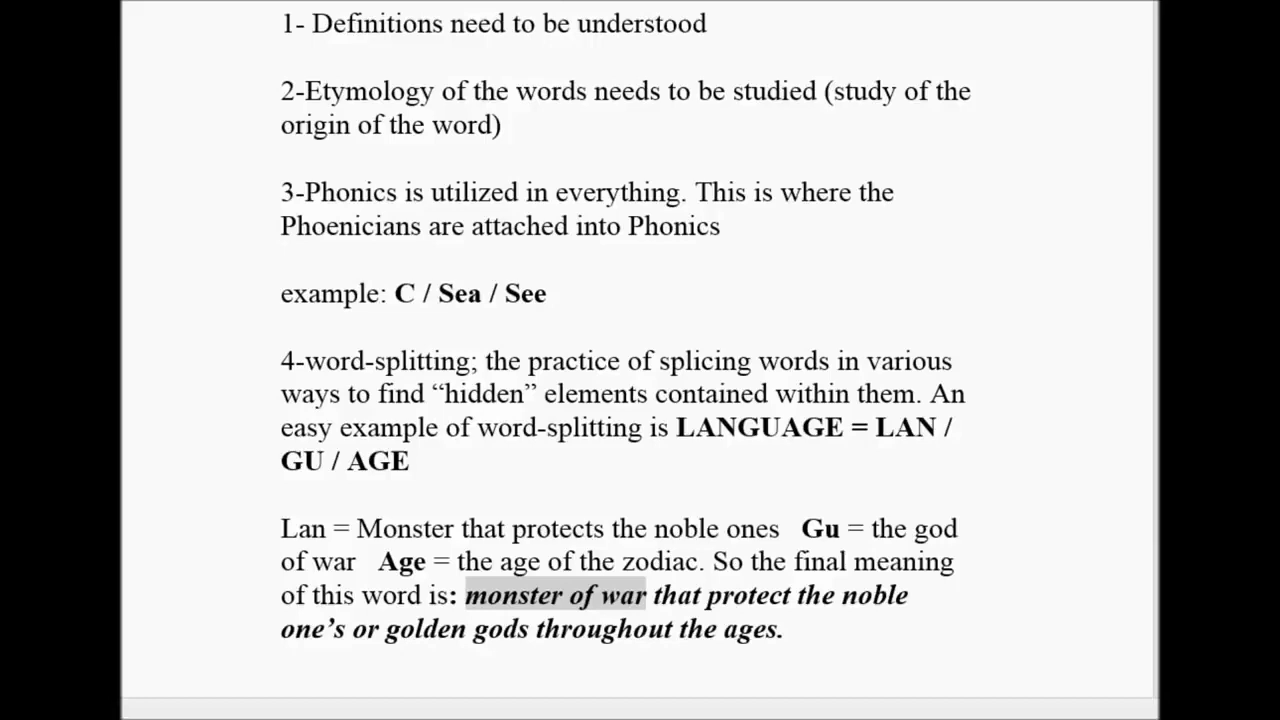 1- Definitions need to be understood
2-Etymology of the words needs to be studied (study of the
origin of the word)
3-Phonics is utilized in everything. This is where the
Phoenicians are attached into Phonics
example: C / Sea / See
4-word-splitting; the practice of splicing words in various
ways to find “hidden” elements contained within them. An
easy example of word-splitting is LANGUAGE = LAN /
GU / AGE
Lan = Monster that protects the noble ones   Gu = the god
of war   Age = the age of the zodiac. So the final meaning
of this word is: monster of war that protect the noble
one’s or golden gods throughout the ages.